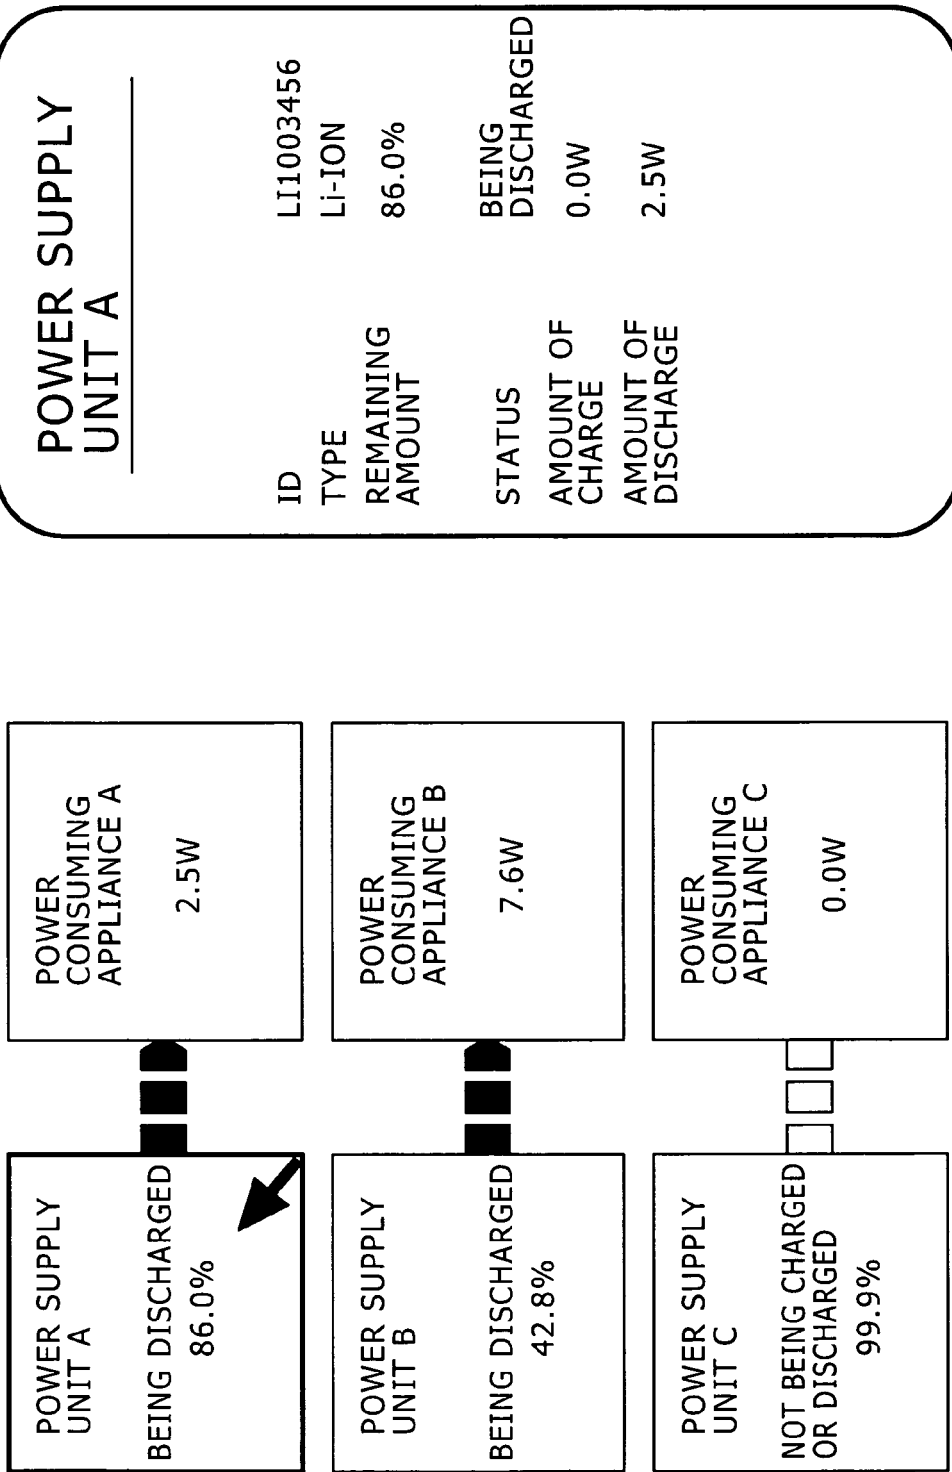 POWER SUPPLY
UNIT A
BEING DISCHARGED
86.0%
POWER
CONSUMING
APPLIANCE A
2.5W
POWER SUPPLY
UNIT B
BEING DISCHARGED
42.8%
POWER
CONSUMING
APPLIANCE B
7.6W
POWER SUPPLY
UNIT C
NOT BEING CHARGED
OR DISCHARGED
99.9%
POWER
CONSUMING
APPLIANCE C
0.0W
POWER SUPPLY
UNIT A
ID LI1003456
TYPE Li-ION
REMAINING
AMOUNT 86.0%
STATUS BEING
DISCHARGED
AMOUNT OF
CHARGE 0.0W
AMOUNT OF
DISCHARGE 2.5W